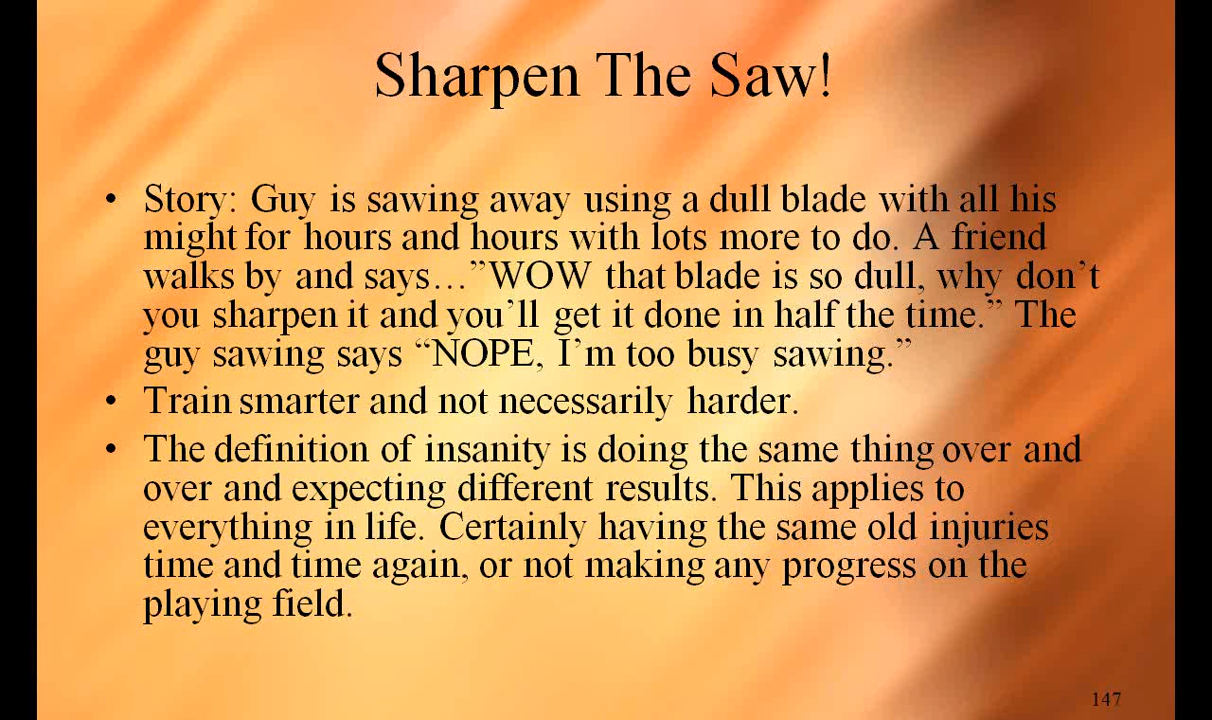 Sharpen The Saw!
• Story: Guy is sawing away using a dull blade with all his
might for hours and hours with lots more to do. A friend
walks by and says…”WOW that blade is so dull, why don’t
you sharpen it and you’ll get it done in half the time.” The
guy sawing says “NOPE, I’m too busy sawing.”
• Train smarter and not necessarily harder.
• The definition of insanity is doing the same thing over and
over and expecting different results. This applies to
everything in life. Certainly having the same old injuries
time and time again, or not making any progress on the
playing field.
147